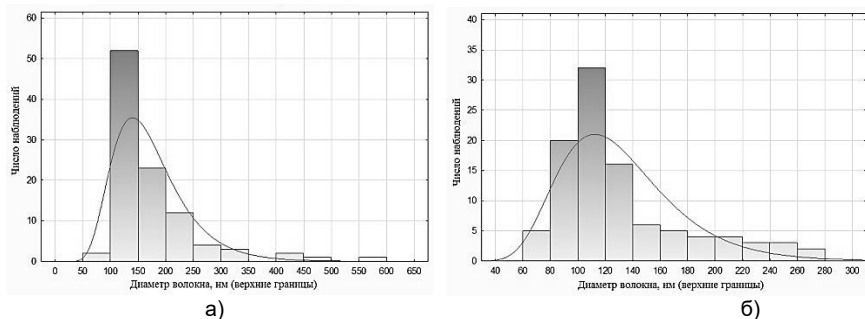 60
50
40
30
20
10
0
Число наблюдений
0 50 100 150 200 250 300 350 400 450 500 550 600 650
Диаметр волокна, нм (верхние границы)
а)
40
35
30
25
20
15
10
5
0
Число наблюдений
40 60 80 100 120 140 160 180 200 220 240 260 280 300
Диаметр волокна, нм (верхние границы)
б)